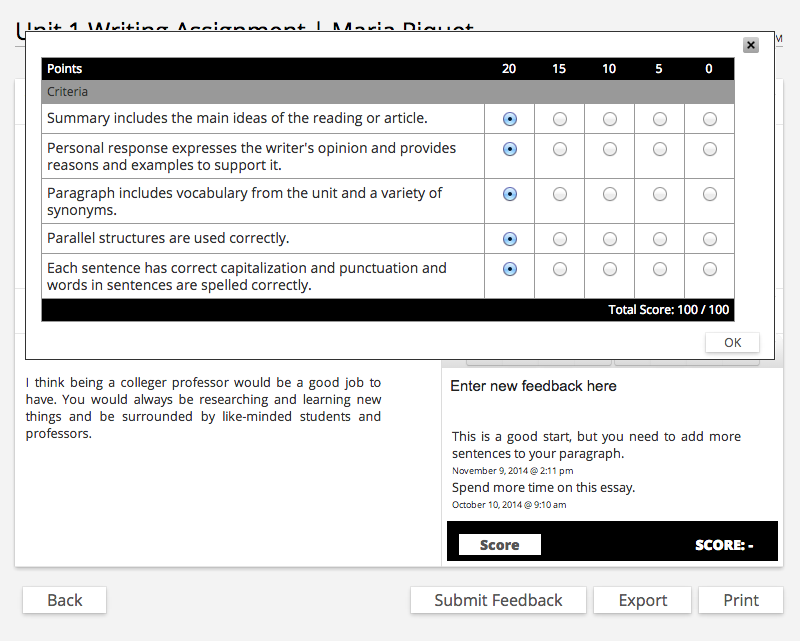 Unit 1 Writing Assignment | Maria Piquet
M
×
Points 20 15 10 5 0
Criteria
Summary includes the main ideas of the reading or article.
Personal response expresses the writer's opinion and provides
reasons and examples to support it.
Paragraph includes vocabulary from the unit and a variety of
synonyms.
Parallel structures are used correctly.
Each sentence has correct capitalization and punctuation and
words in sentences are spelled correctly.
Total Score: 100 / 100
OK
I think being a colleger professor would be a good job to
have. You would always be researching and learning new
things and be surrounded by like-minded students and
professors.
Enter new feedback here
This is a good start, but you need to add more
sentences to your paragraph.
November 9, 2014 @ 2:11 pm
Spend more time on this essay.
October 10, 2014 @ 9:10 am
Score SCORE: -
Back Submit Feedback Export Print